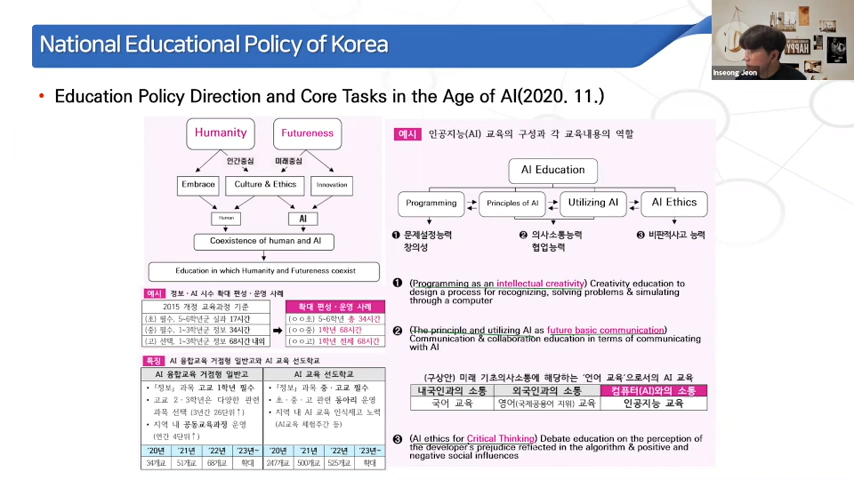 National Educational Policy of Korea
Inseong Jeon
• Education Policy Direction and Core Tasks in the Age of AI(2020. 11.)
Humanity
Futureness
인간중심
미래중심
Embrace
Culture & Ethics
Innovation
Human
AI
Coexistence of human and AI
Education in which Humanity and Futureness coexist
예시 정보·AI 시수 확대 편성·운영 사례
2015 개정 교육과정 기준
확대 편성·운영 사례
(초) 필수, 5~6학년군 실과 17시간
(ㅇㅇ초) 5~6학년 총 34시간
(중) 필수, 1~3학년군 정보 34시간
(ㅇㅇ중) 1학년 68시간
(고) 선택, 1~3학년군 정보 68시간 내외
(ㅇㅇ고) 1학년 전체 68시간
특징 AI 융합교육 거점형 일반고와 AI 교육 선도학교
AI 융합교육 거점형 일반고
AI 교육 선도학교
• 「정보」 과목 고교 1학년 필수
• 고교 2·3학년은 다양한 관련
과목 선택 (3년간 26단위↑)
• 지역내 공동교육과정 운영
(연간 4단위↑)
• 「정보」 과목 중·고교 필수
• 초·중·고 관련 동아리 운영
• 지역 내 AI 교육 인식제고 노력
(AI교육 체험주간 등)
'20년 '21년 '22년 '23년~ '20년 '21년 '22년 '23년~
34개교 51개교 68개교 확대 247개교 500개교 525개교 확대
예시 인공지능(AI) 교육의 구성과 각 교육내용의 역할
AI Education
Programming
Principles of AI
Utilizing AI
AI Ethics
❶ 문제설정능력
창의성
❷ 의사소통능력
협업능력
❸ 비판적사고 능력
❶ (Programming as an intellectual creativity) Creativity education to
design a process for recognizing, solving problems & simulating
through a computer
❷ (The principle and utilizing AI as future basic communication)
Communication & collaboration education in terms of communicating
with AI
(구상안) 미래 기초의사소통에 해당하는 '언어 교육'으로서의 AI 교육
내국인과의 소통 외국인과의 소통 컴퓨터(AI)와의 소통
국어 교육 영어(국제공용어 지위) 교육 인공지능 교육
❸ (AI ethics for Critical Thinking) Debate education on the perception of
the developer's prejudice reflected in the algorithm & positive and
negative social influences